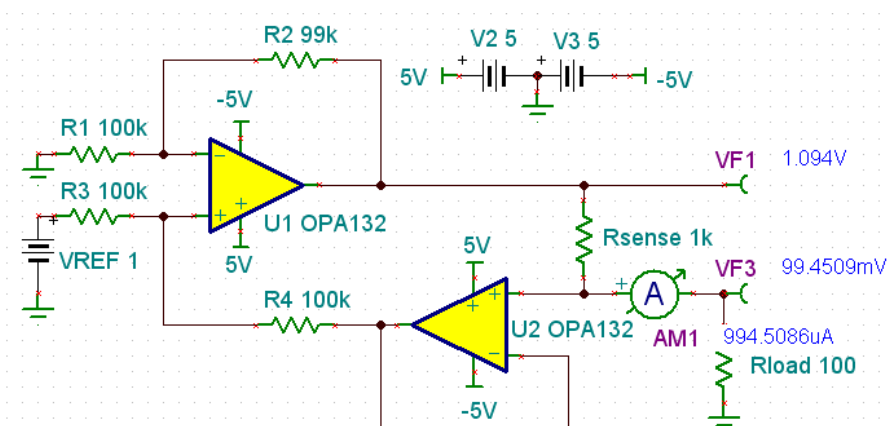 R2 99k
V2 5
V3 5
5V
-5V
-5V
R1 100k
VF1
1.094V
R3 100k
U1 OPA132
Rsense 1k
5V
5V
VREF 1
VF3
99.4509mV
R4 100k
A
U2 OPA132
AM1
994.5086uA
Rload 100
-5V